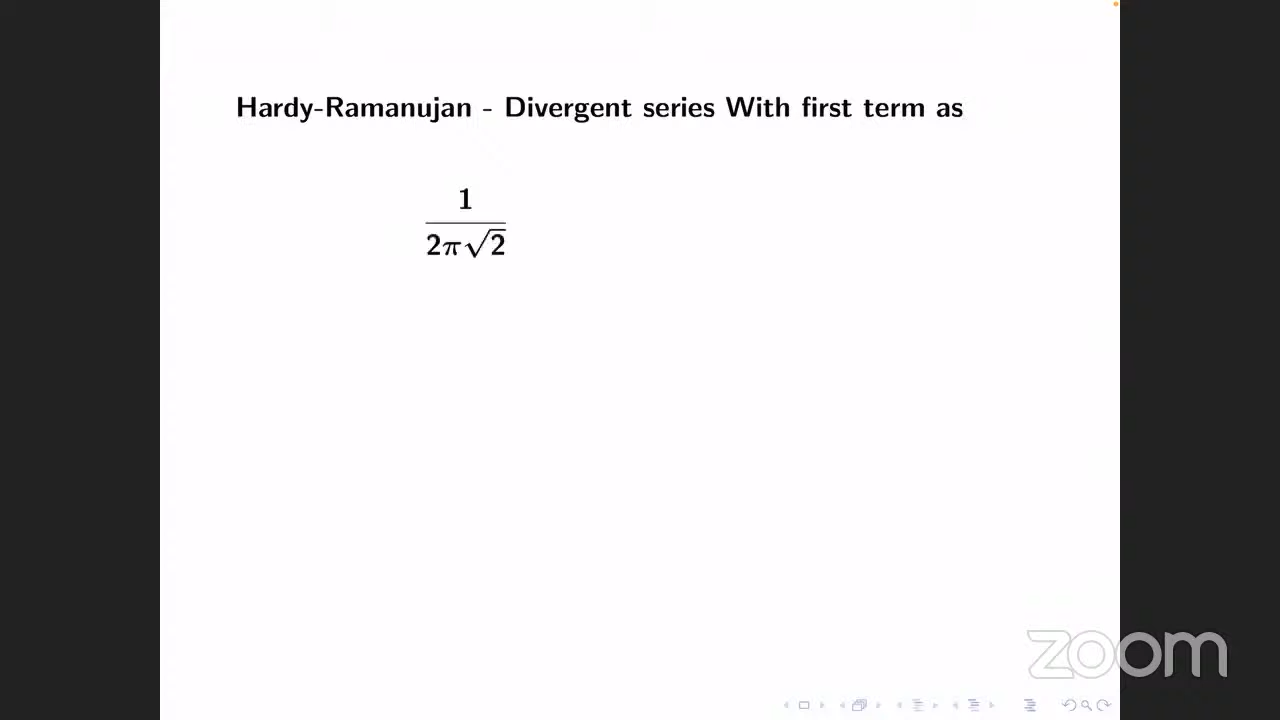 Hardy-Ramanujan - Divergent series With first term as
1
2π√2
zoom